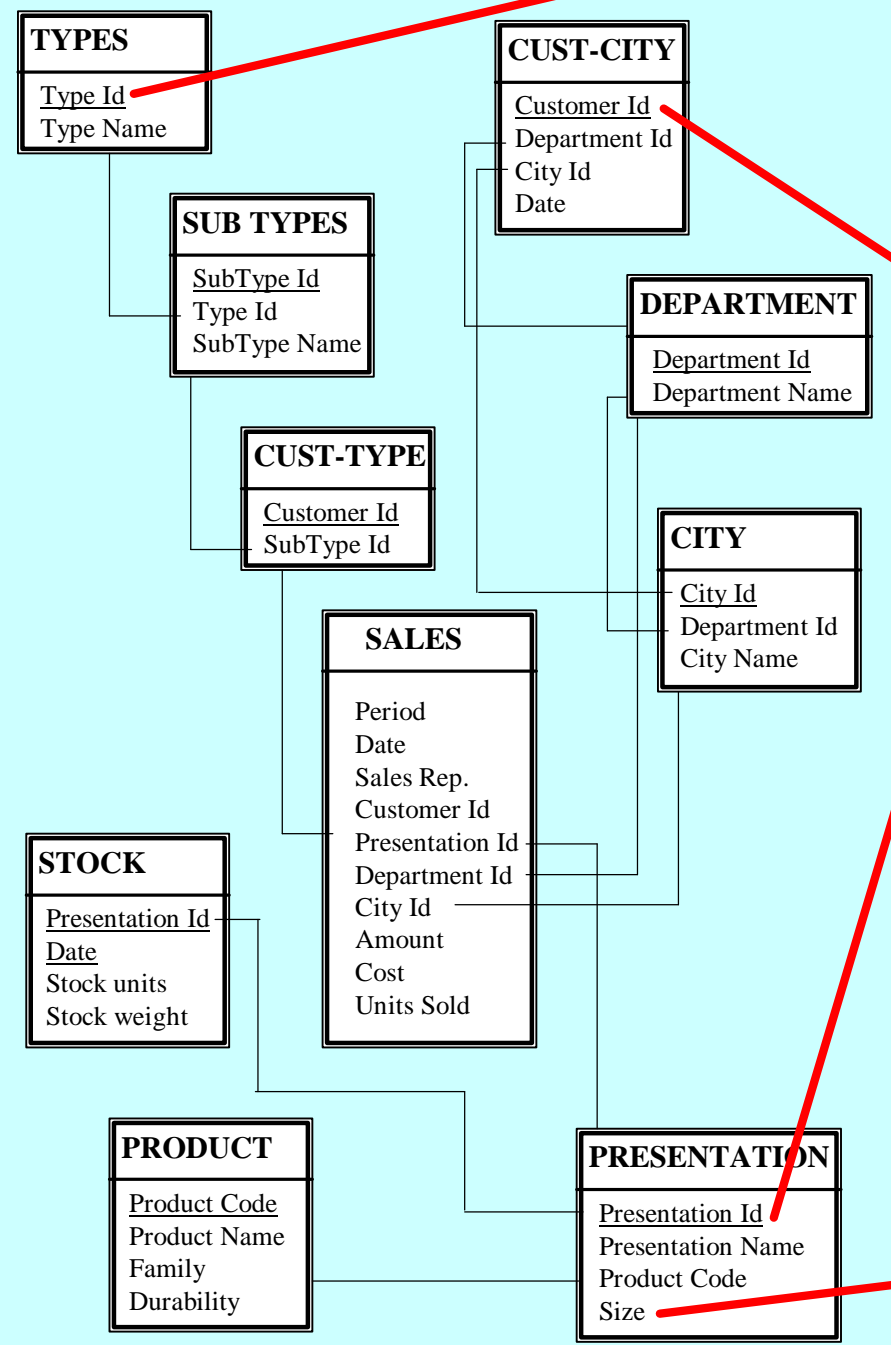 TYPES
Type Id
Type Name
CUST-CITY
Customer Id
Department Id
City Id
Date
SUB TYPES
SubType Id
Type Id
SubType Name
DEPARTMENT
Department Id
Department Name
CUST-TYPE
Customer Id
SubType Id
CITY
City Id
Department Id
City Name
SALES
Period
Date
Sales Rep.
Customer Id
Presentation Id
Department Id
City Id
Amount
Cost
Units Sold
STOCK
Presentation Id
Date
Stock units
Stock weight
PRODUCT
Product Code
Product Name
Family
Durability
PRESENTATION
Presentation Id
Presentation Name
Product Code
Size